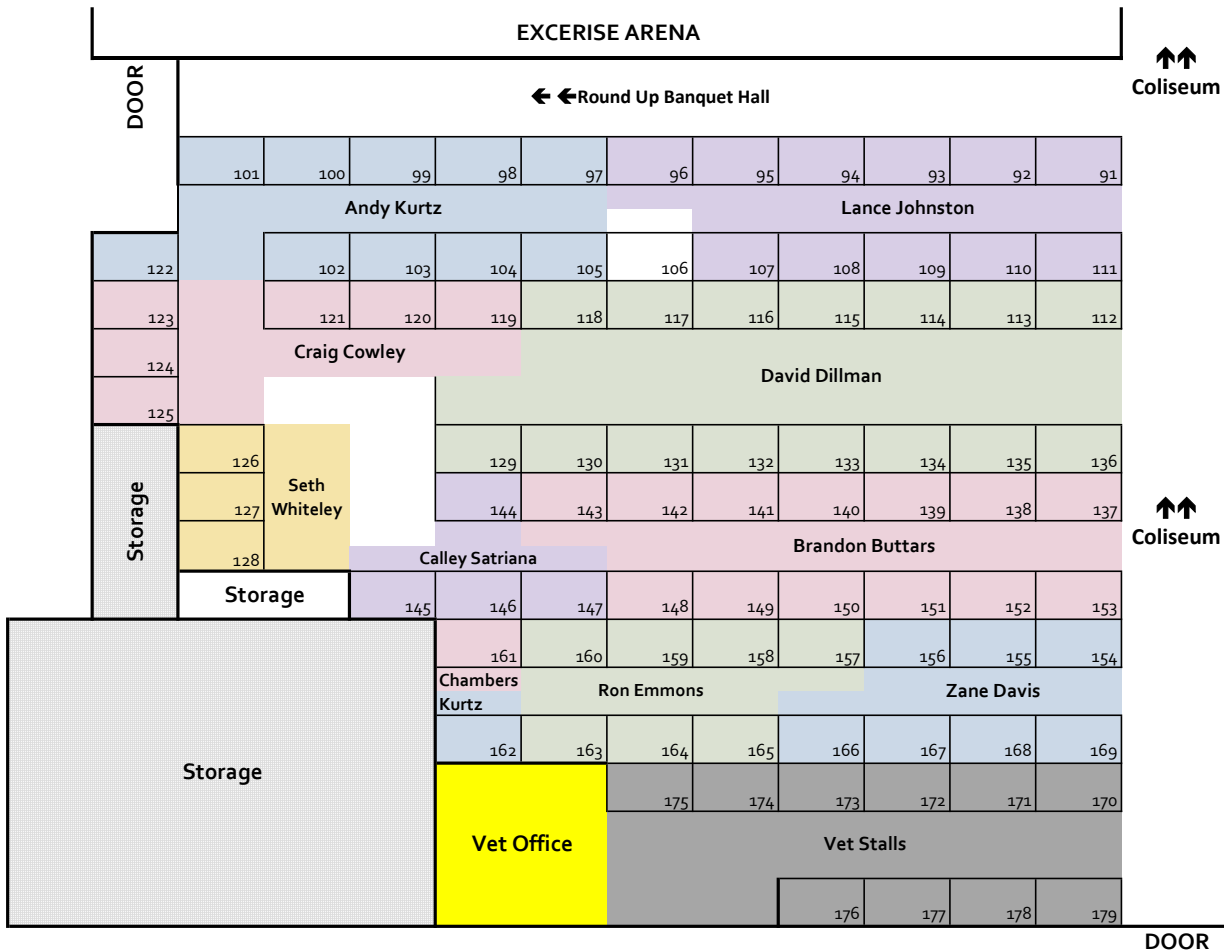 EXCERISE ARENA
DOOR
↑↑
Coliseum
← ←Round Up Banquet Hall
101 100 99 98 97 96 95 94 93 92 91
Andy Kurtz Lance Johnston
122 102 103 104 105 106 107 108 109 110 111
123 121 120 119 118 117 116 115 114 113 112
124 Craig Cowley David Dillman
125
126 129 130 131 132 133 134 135 136
Storage
127 Seth
Whiteley
144 143 142 141 140 139 138 137
↑↑
Coliseum
128 Calley Satriana Brandon Buttars
Storage 145 146 147 148 149 150 151 152 153
161 160 159 158 157 156 155 154
Chambers
Kurtz
Ron Emmons Zane Davis
162 163 164 165 166 167 168 169
Storage
175 174 173 172 171 170
Vet Office Vet Stalls
176 177 178 179
DOOR